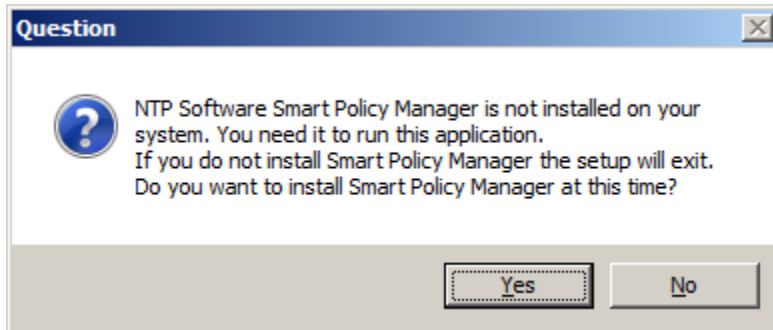 Question
NTP Software Smart Policy Manager is not installed on your
system. You need it to run this application.
If you do not install Smart Policy Manager the setup will exit.
Do you want to install Smart Policy Manager at this time?
Yes
No